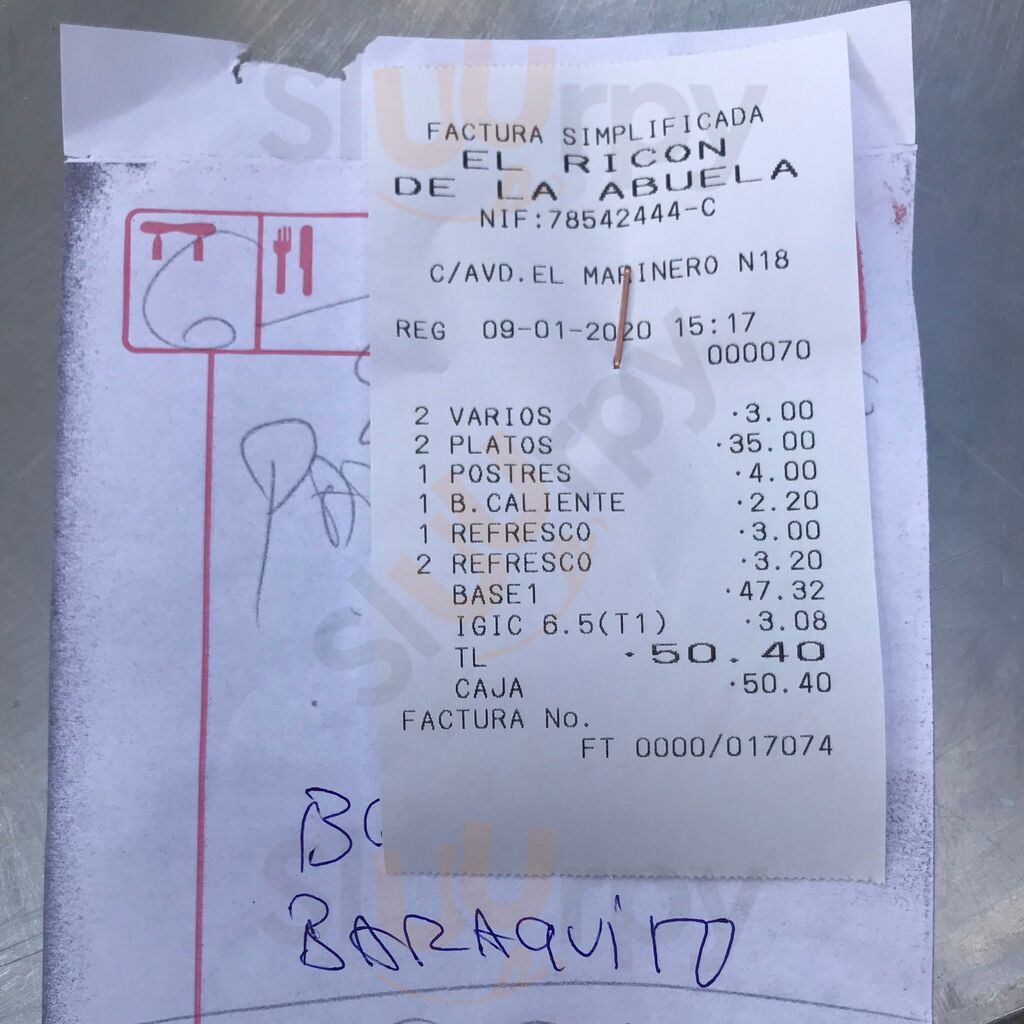 FACTURA SIMPLIFICADA
EL RICON
DE LA ABUELA
NIF:78542444-C
C/AVD.EL MARINERO N18
REG 09-01-2020 15:17
000070
2 VARIOS ·3.00
2 PLATOS ·35.00
1 POSTRES ·4.00
1 B.CALIENTE ·2.20
1 REFRESCO ·3.00
2 REFRESCO ·3.20
BASE1 ·47.32
IGIC 6.5(T1) ·3.08
TL ·50.40
CAJA ·50.40
FACTURA No.
FT 0000/017074
BARAQUITO
slurpy